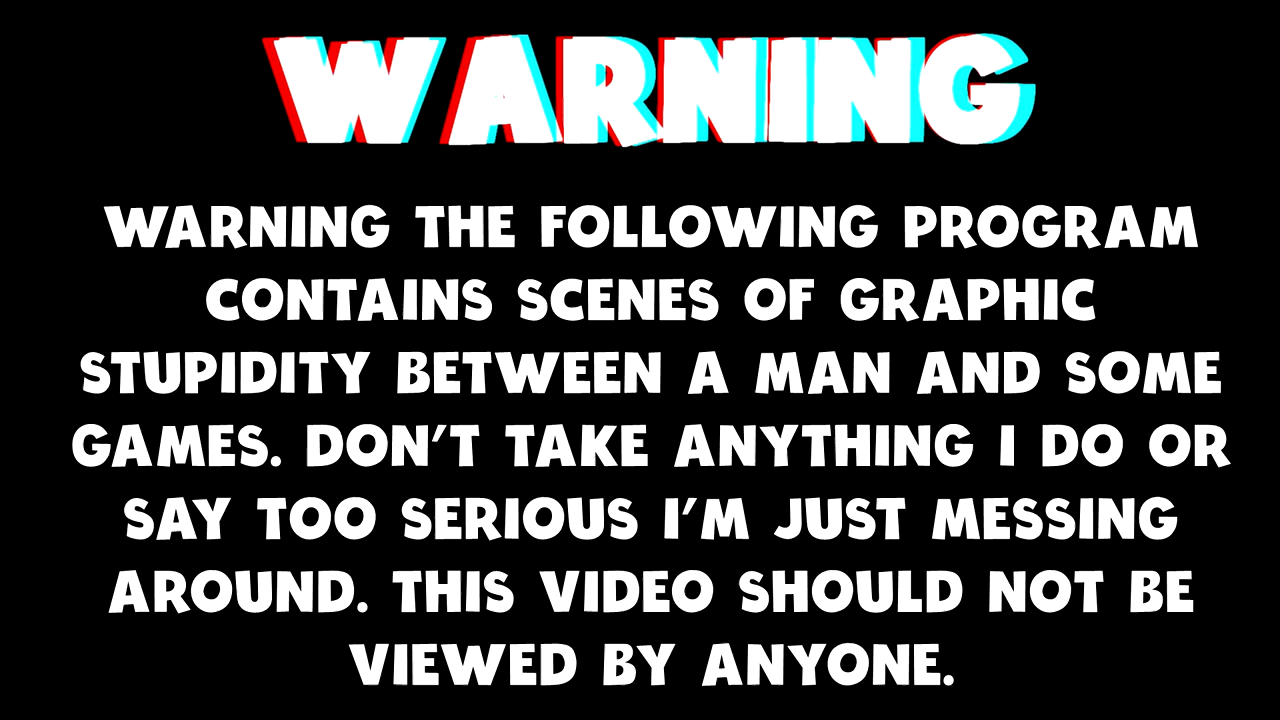 WARNING
WARNING THE FOLLOWING PROGRAM
CONTAINS SCENES OF GRAPHIC
STUPIDITY BETWEEN A MAN AND SOME
GAMES. DON'T TAKE ANYTHING I DO OR
SAY TOO SERIOUS I'M JUST MESSING
AROUND. THIS VIDEO SHOULD NOT BE
VIEWED BY ANYONE.